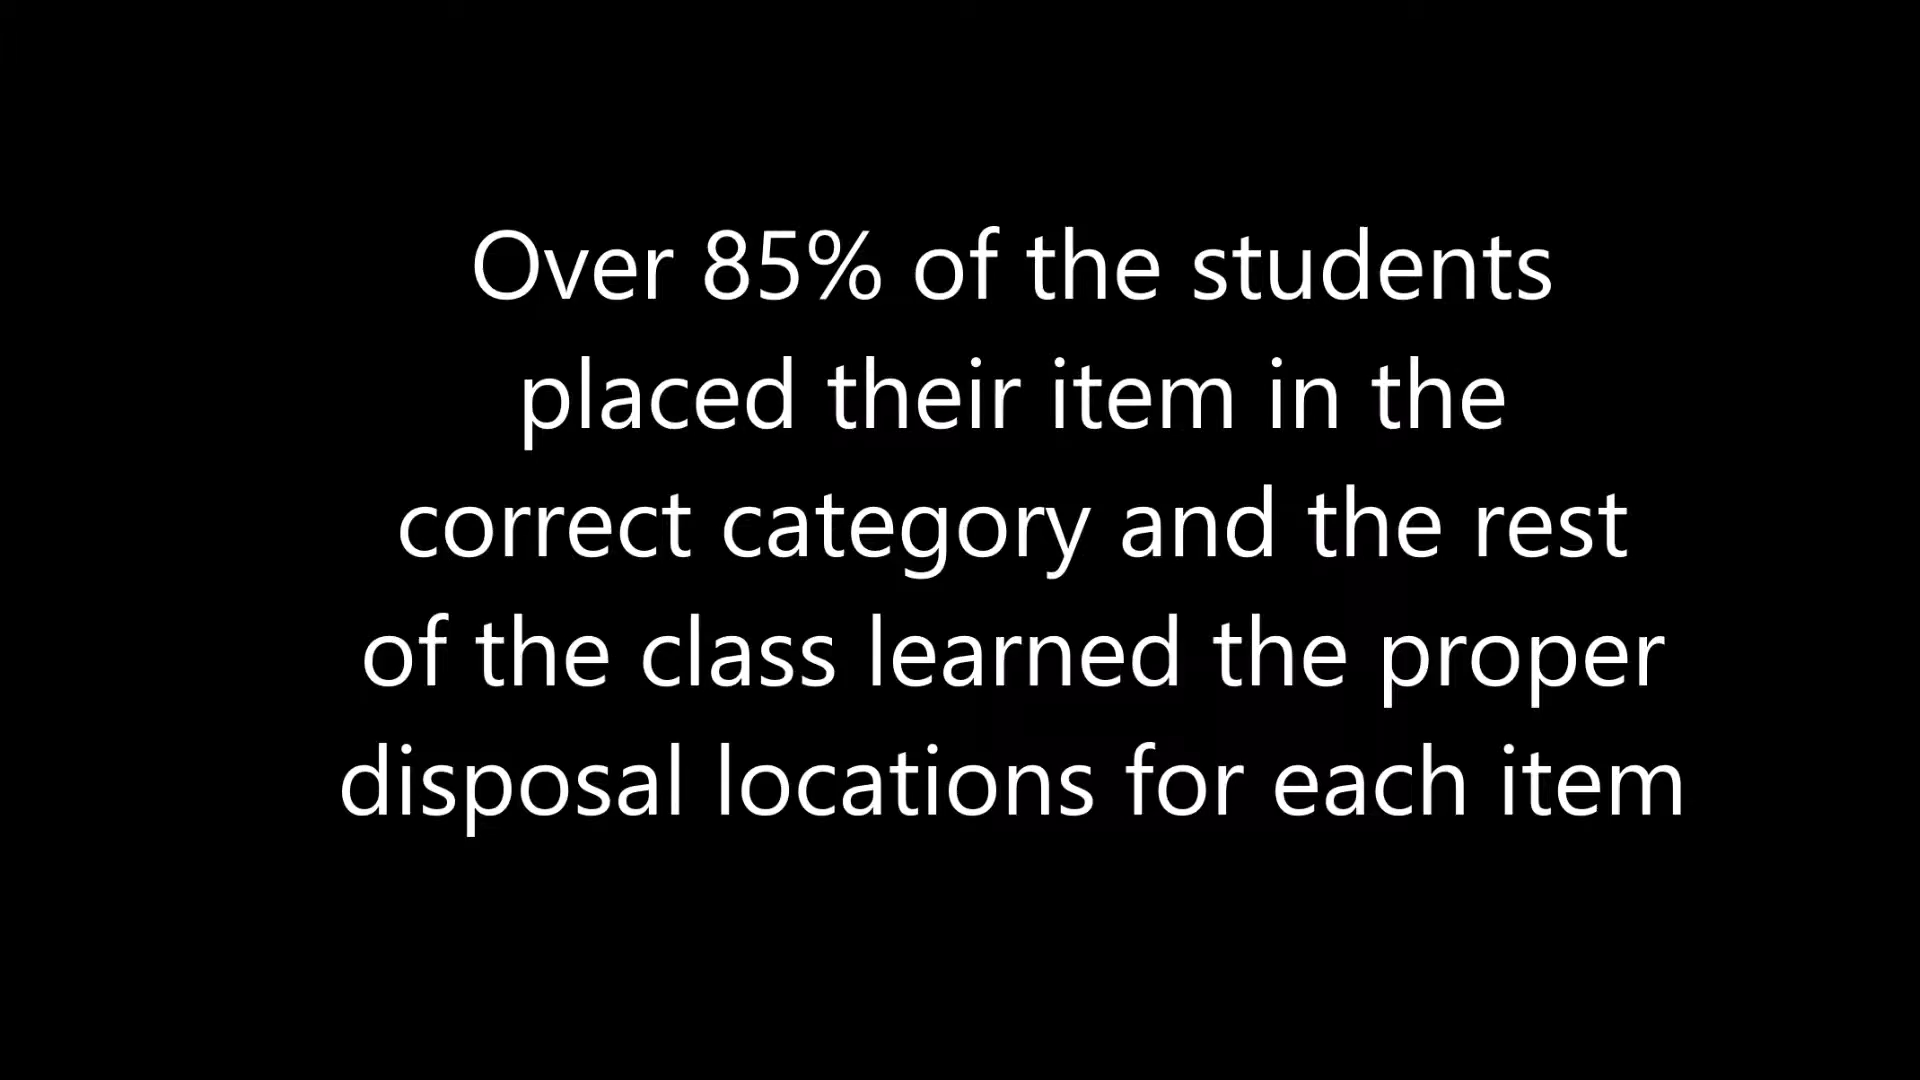 Over 85% of the students
placed their item in the
correct category and the rest
of the class learned the proper
disposal locations for each item